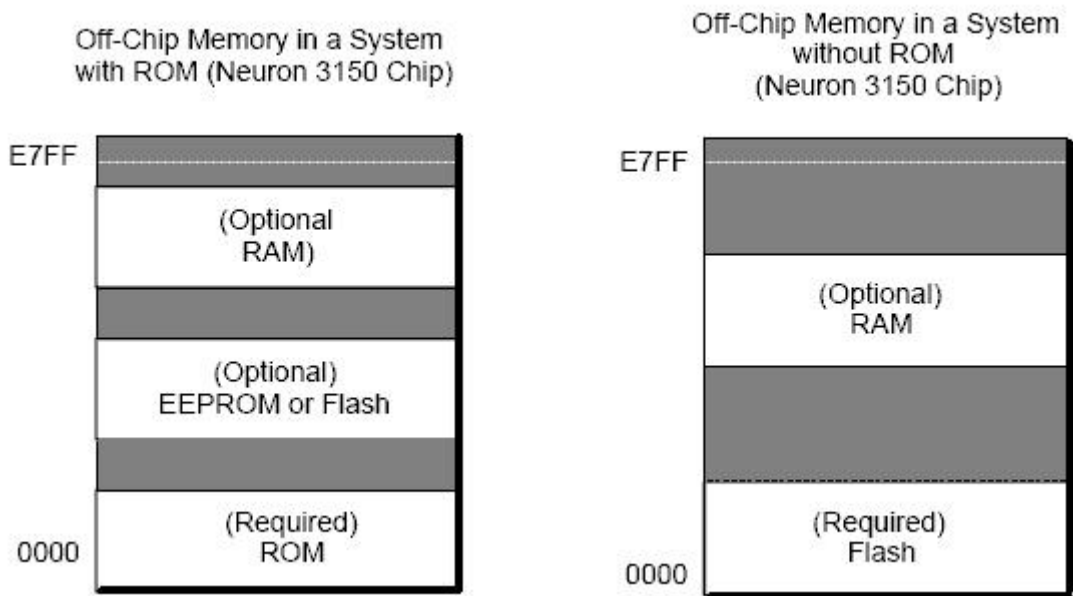 Off-Chip Memory in a System
with ROM (Neuron 3150 Chip)
E7FF
(Optional
RAM)
(Optional)
EEPROM or Flash
(Required)
ROM
0000
Off-Chip Memory in a System
without ROM
(Neuron 3150 Chip)
E7FF
(Optional)
RAM
(Required)
Flash
0000